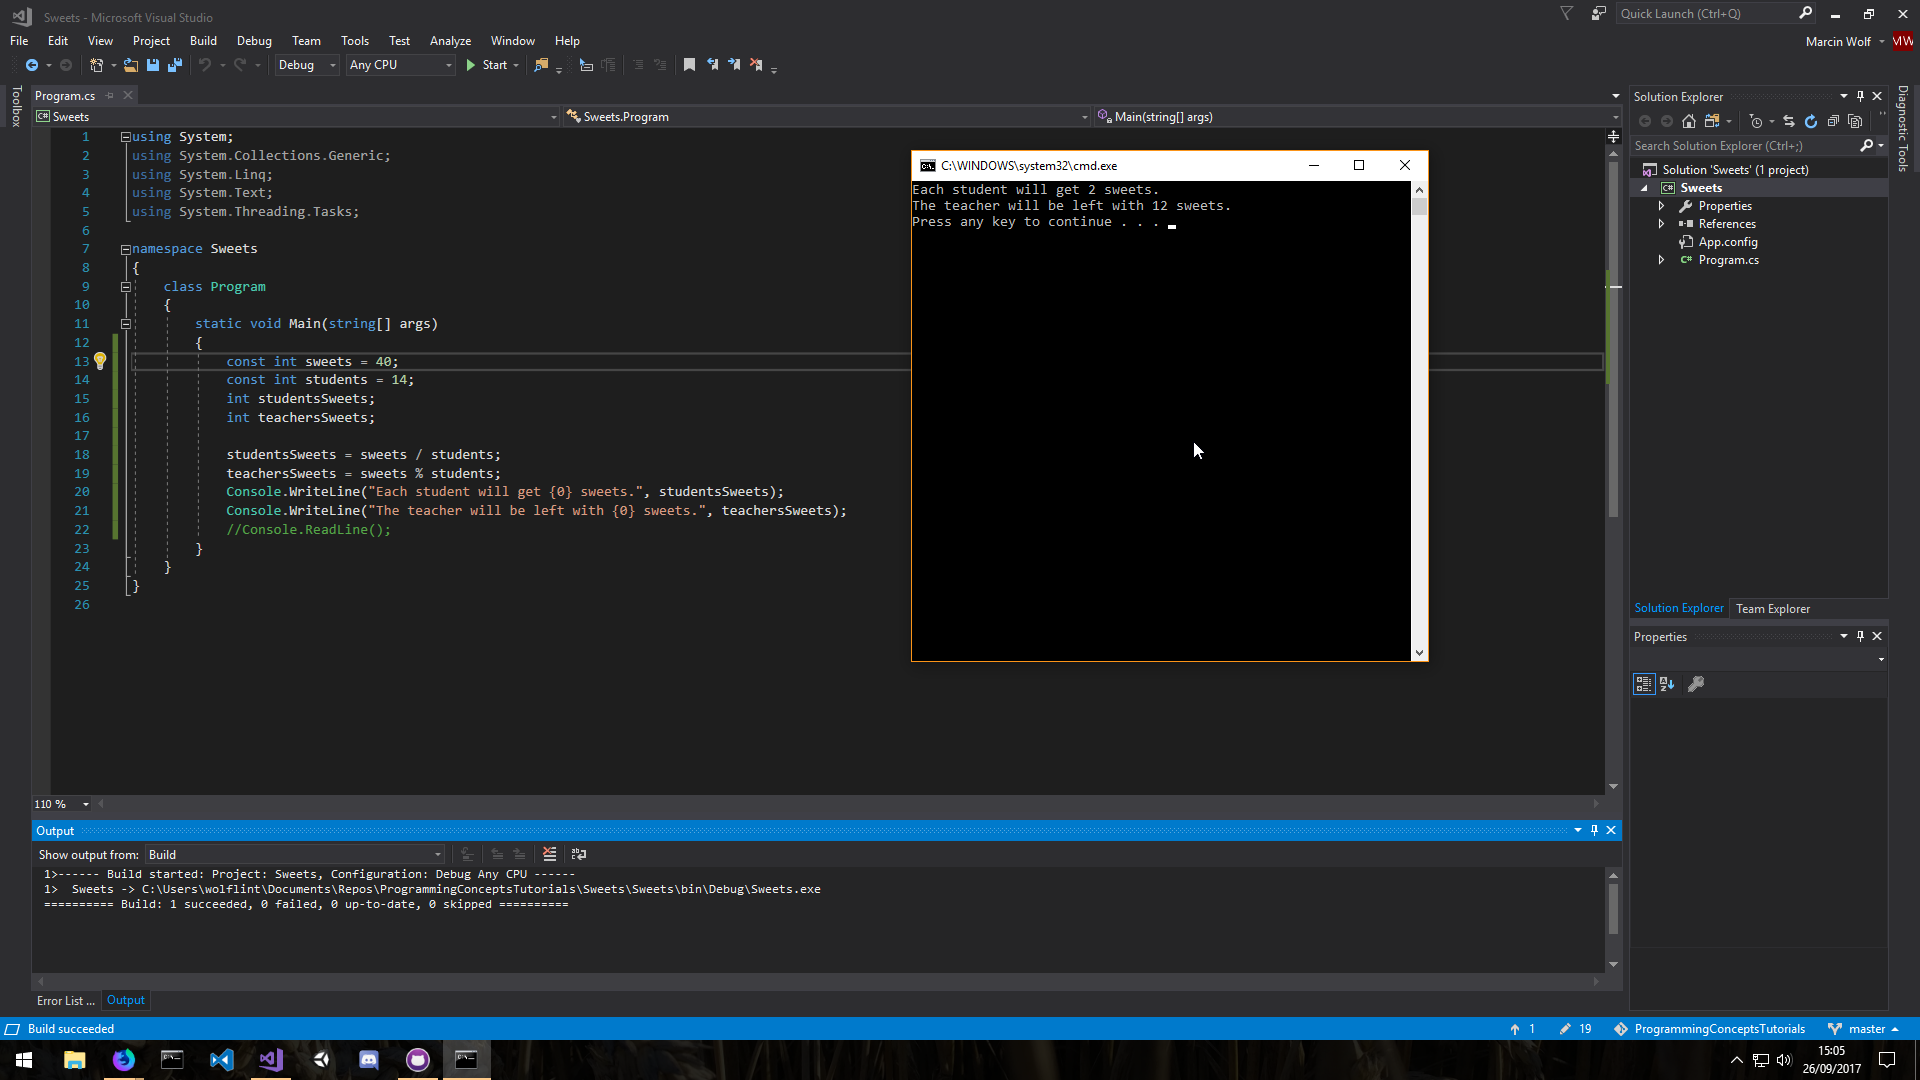 Sweets - Microsoft Visual Studio
Quick Launch (Ctrl+Q)
File Edit View Project Build Debug Team Tools Test Analyze Window Help
Marcin Wolf MW
Debug Any CPU Start
Toolbox
Program.cs
Sweets Sweets.Program Main(string[] args)
1 using System;
2 using System.Collections.Generic;
3 using System.Linq;
4 using System.Text;
5 using System.Threading.Tasks;
6
7 namespace Sweets
8 {
9 class Program
10 {
11 static void Main(string[] args)
12 {
13 const int sweets = 40;
14 const int students = 14;
15 int studentsSweets;
16 int teachersSweets;
17
18 studentsSweets = sweets / students;
19 teachersSweets = sweets % students;
20 Console.WriteLine("Each student will get {0} sweets.", studentsSweets);
21 Console.WriteLine("The teacher will be left with {0} sweets.", teachersSweets);
22 //Console.ReadLine();
23 }
24 }
25 }
26
C:\WINDOWS\system32\cmd.exe
Each student will get 2 sweets.
The teacher will be left with 12 sweets.
Press any key to continue . . .
Solution Explorer
Search Solution Explorer (Ctrl+;)
Solution 'Sweets' (1 project)
C# Sweets
Properties
References
App.config
C# Program.cs
Solution Explorer Team Explorer
Properties
Diagnostic Tools
110 %
Output
Show output from: Build
1>------ Build started: Project: Sweets, Configuration: Debug Any CPU ------
1>  Sweets -> C:\Users\wolflint\Documents\Repos\ProgrammingConceptsTutorials\Sweets\Sweets\bin\Debug\Sweets.exe
========== Build: 1 succeeded, 0 failed, 0 up-to-date, 0 skipped ==========
Error List ... Output
Build succeeded
1 19 ProgrammingConceptsTutorials master
15:05
26/09/2017